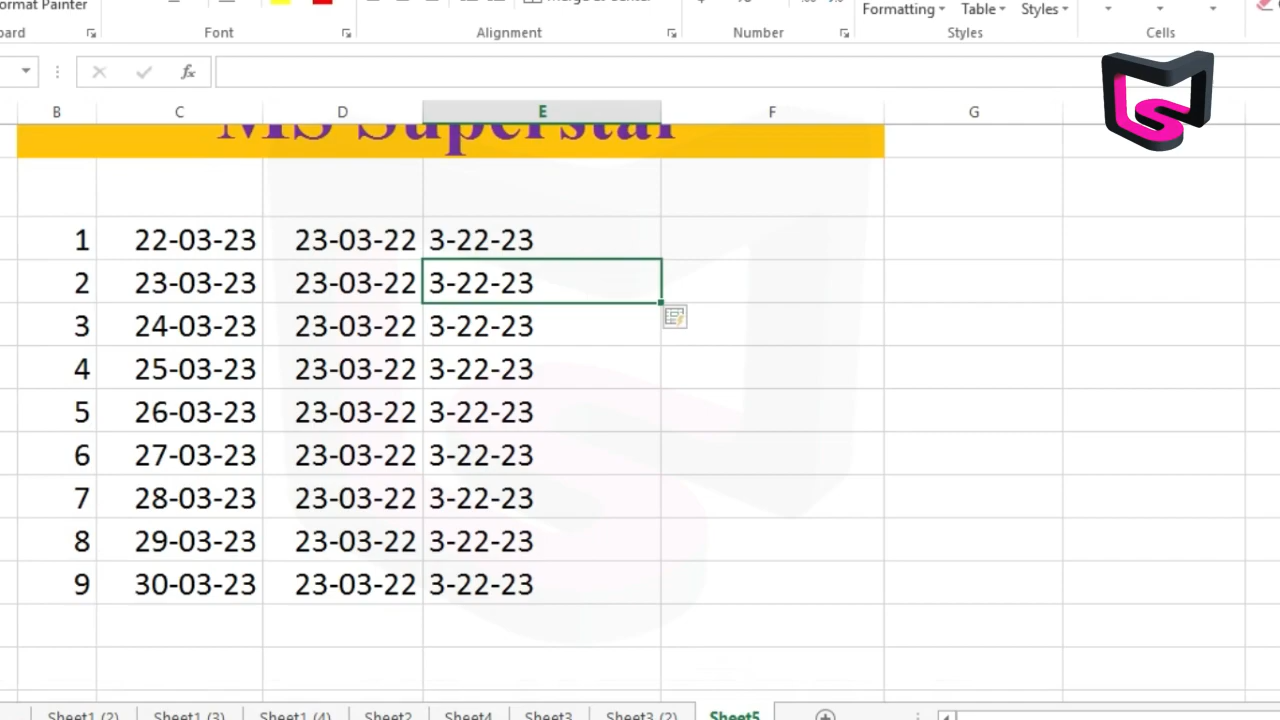 ormat Painter
Formatting Table Styles
oard Font Alignment Number Styles Cells
fx
B C D E F G
MS Superstar
1 22-03-23 23-03-22 3-22-23
2 23-03-23 23-03-22 3-22-23
3 24-03-23 23-03-22 3-22-23
4 25-03-23 23-03-22 3-22-23
5 26-03-23 23-03-22 3-22-23
6 27-03-23 23-03-22 3-22-23
7 28-03-23 23-03-22 3-22-23
8 29-03-23 23-03-22 3-22-23
9 30-03-23 23-03-22 3-22-23
Sheet1 (2) Sheet1 (3) Sheet1 (4) Sheet2 Sheet4 Sheet3 Sheet3 (2) Sheet5